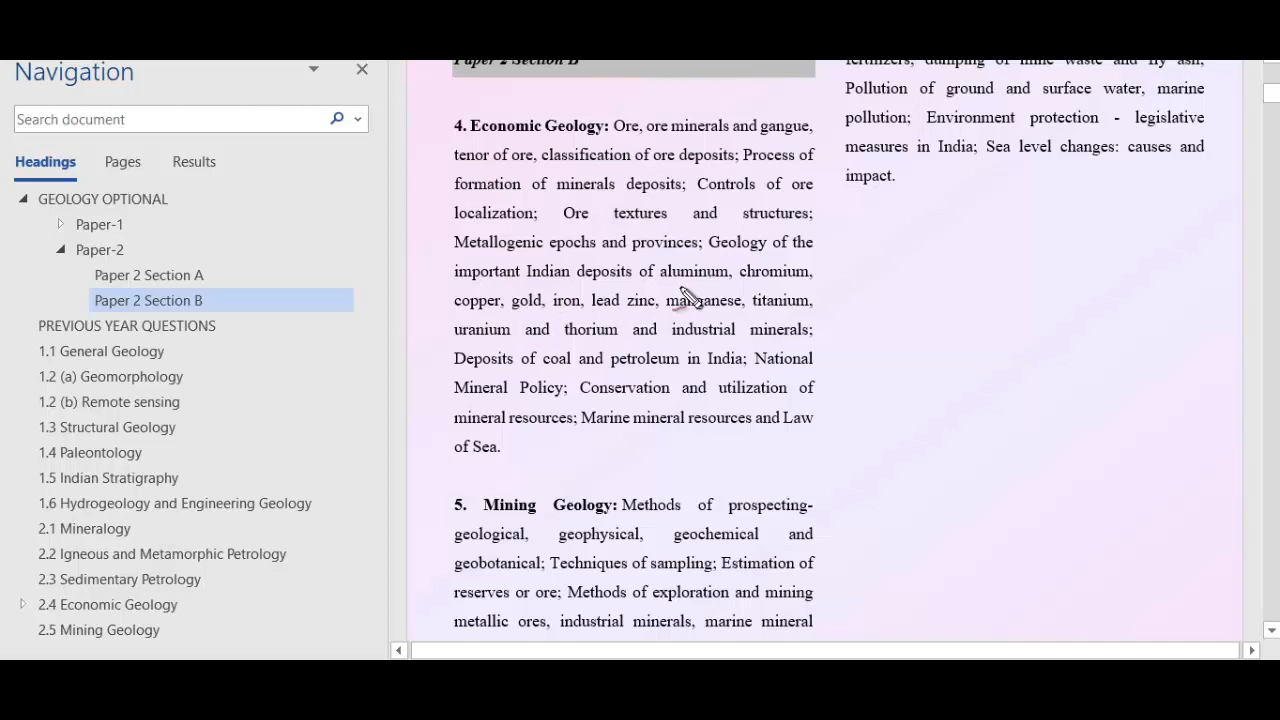 Navigation
Search document
Headings
Pages
Results
GEOLOGY OPTIONAL
Paper-1
Paper-2
Paper 2 Section A
Paper 2 Section B
PREVIOUS YEAR QUESTIONS
1.1 General Geology
1.2 (a) Geomorphology
1.2 (b) Remote sensing
1.3 Structural Geology
1.4 Paleontology
1.5 Indian Stratigraphy
1.6 Hydrogeology and Engineering Geology
2.1 Mineralogy
2.2 Igneous and Metamorphic Petrology
2.3 Sedimentary Petrology
2.4 Economic Geology
2.5 Mining Geology
Paper 2 Section B
4. Economic Geology: Ore, ore minerals and gangue,
tenor of ore, classification of ore deposits; Process of
formation of minerals deposits; Controls of ore
localization; Ore textures and structures;
Metallogenic epochs and provinces; Geology of the
important Indian deposits of aluminum, chromium,
copper, gold, iron, lead zinc, manganese, titanium,
uranium and thorium and industrial minerals;
Deposits of coal and petroleum in India; National
Mineral Policy; Conservation and utilization of
mineral resources; Marine mineral resources and Law
of Sea.
5. Mining Geology: Methods of prospecting-
geological, geophysical, geochemical and
geobotanical; Techniques of sampling; Estimation of
reserves or ore; Methods of exploration and mining
metallic ores, industrial minerals, marine mineral
fertilizers, dumping of mine waste and fly ash,
Pollution of ground and surface water, marine
pollution; Environment protection - legislative
measures in India; Sea level changes: causes and
impact.